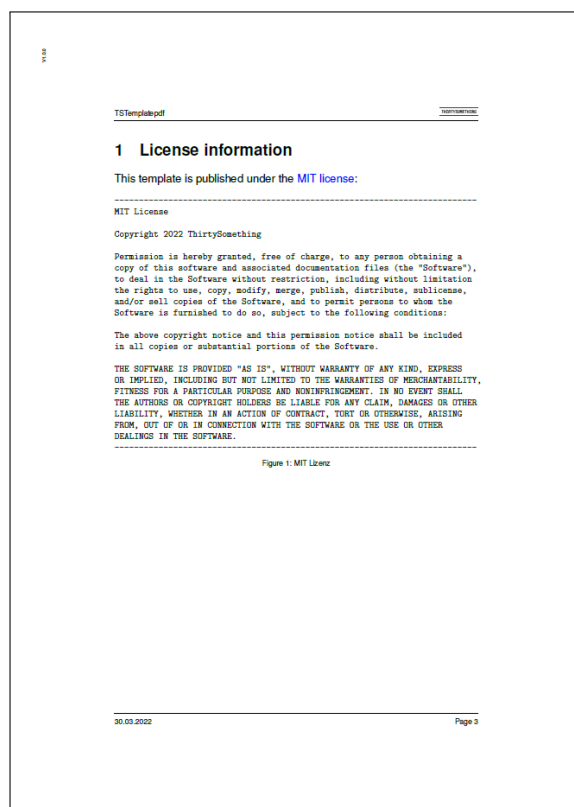 V1.0.0
TSTemplate.pdf
THIRTYSOMETHING
1 License information
This template is published under the MIT license:
MIT License
Copyright 2022 ThirtySomething
Permission is hereby granted, free of charge, to any person obtaining a
copy of this software and associated documentation files (the "Software"),
to deal in the Software without restriction, including without limitation
the rights to use, copy, modify, merge, publish, distribute, sublicense,
and/or sell copies of the Software, and to permit persons to whom the
Software is furnished to do so, subject to the following conditions:
The above copyright notice and this permission notice shall be included
in all copies or substantial portions of the Software.
THE SOFTWARE IS PROVIDED "AS IS", WITHOUT WARRANTY OF ANY KIND, EXPRESS
OR IMPLIED, INCLUDING BUT NOT LIMITED TO THE WARRANTIES OF MERCHANTABILITY,
FITNESS FOR A PARTICULAR PURPOSE AND NONINFRINGEMENT. IN NO EVENT SHALL
THE AUTHORS OR COPYRIGHT HOLDERS BE LIABLE FOR ANY CLAIM, DAMAGES OR OTHER
LIABILITY, WHETHER IN AN ACTION OF CONTRACT, TORT OR OTHERWISE, ARISING
FROM, OUT OF OR IN CONNECTION WITH THE SOFTWARE OR THE USE OR OTHER
DEALINGS IN THE SOFTWARE.
Figure 1: MIT Lizenz
30.03.2022
Page 3